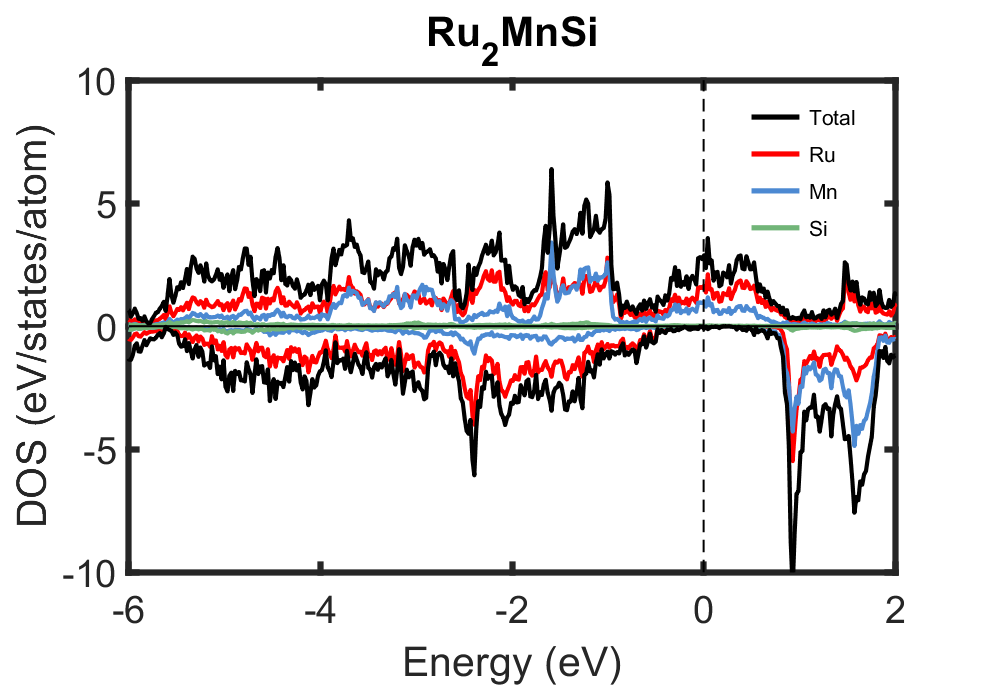 Ru2MnSi
DOS (eV/states/atom)
10
5
0
-5
-10
Total
Ru
Mn
Si
-6
-4
-2
0
2
Energy (eV)